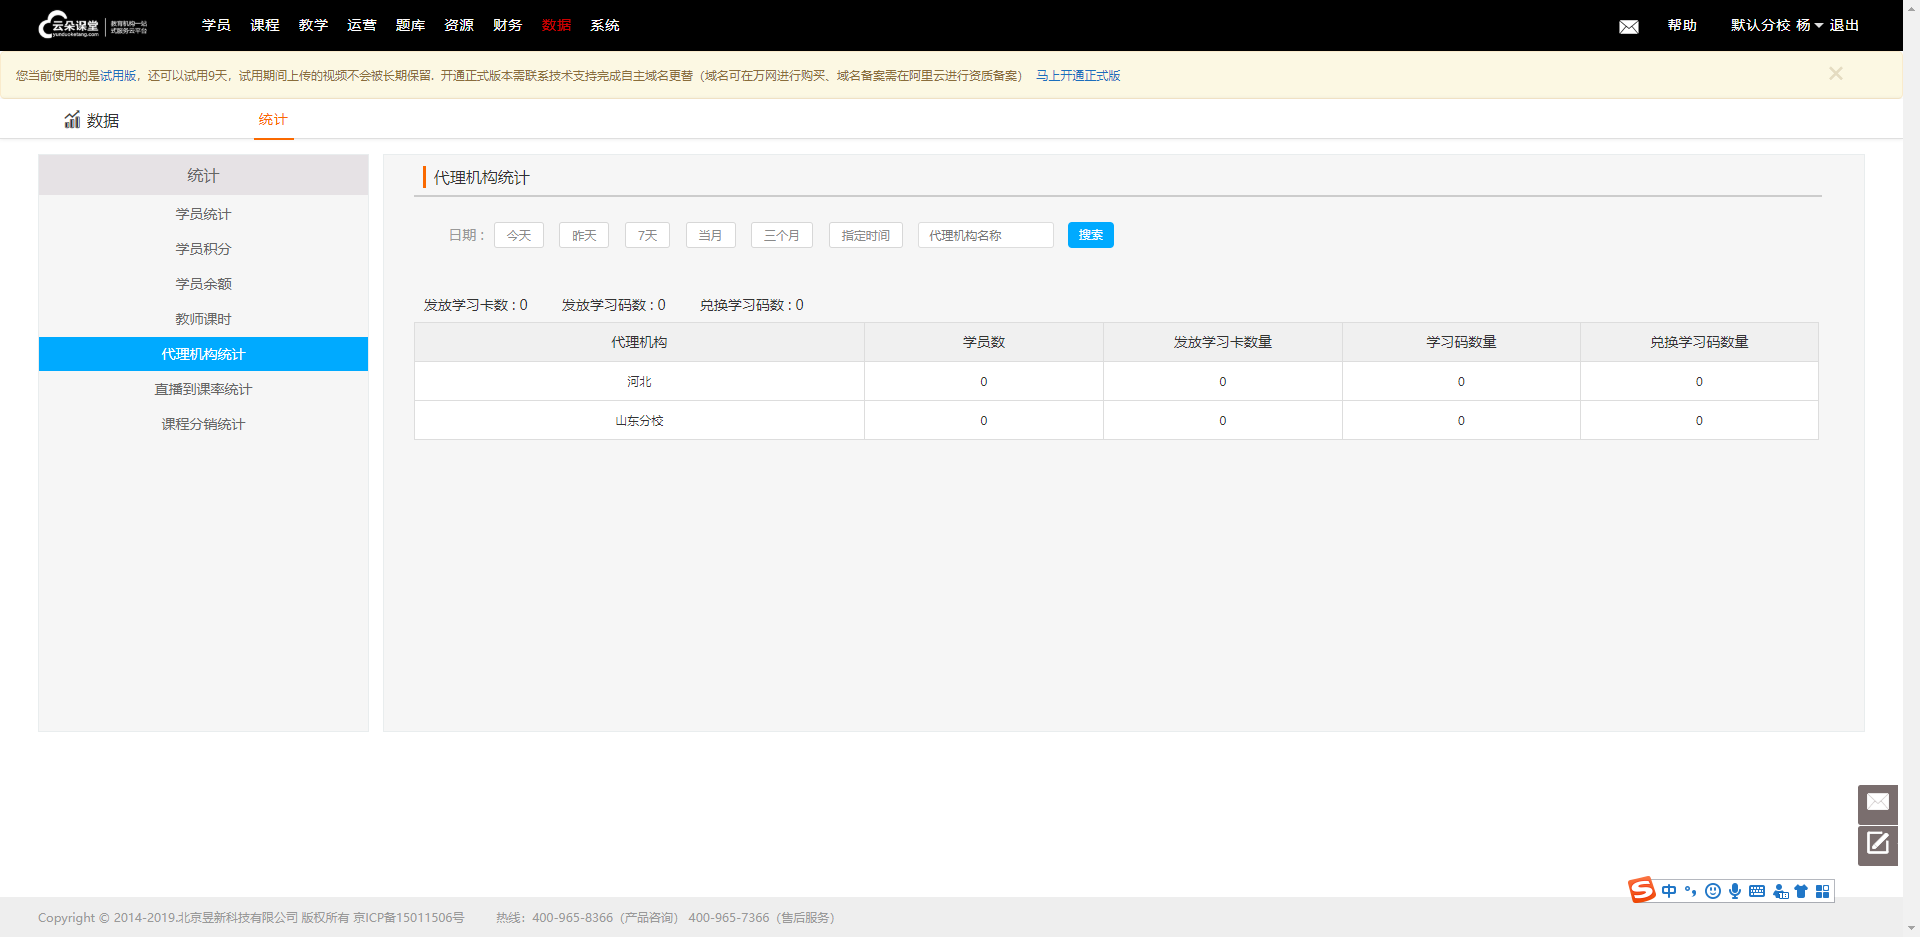 云朵课堂 yunduoketang.com 教育机构一站式服务云平台
学员 课程 教学 运营 题库 资源 财务 数据 系统 帮助 默认分校 杨 退出
您当前使用的是试用版，还可以试用9天，试用期间上传的视频不会被长期保留. 开通正式版本需联系技术支持完成自主域名更替（域名可在万网进行购买、域名备案需在阿里云进行资质备案） 马上开通正式版
数据 统计
统计
学员统计
学员积分
学员余额
教师课时
代理机构统计
直播到课率统计
课程分销统计
代理机构统计
日期： 今天 昨天 7天 当月 三个月 指定时间 代理机构名称 搜索
发放学习卡数 : 0 发放学习码数 : 0 兑换学习码数 : 0
代理机构 学员数 发放学习卡数量 学习码数量 兑换学习码数量
河北 0 0 0 0
山东分校 0 0 0 0
中
Copyright © 2014-2019.北京昱新科技有限公司 版权所有 京ICP备15011506号 热线：400-965-8366（产品咨询） 400-965-7366（售后服务）